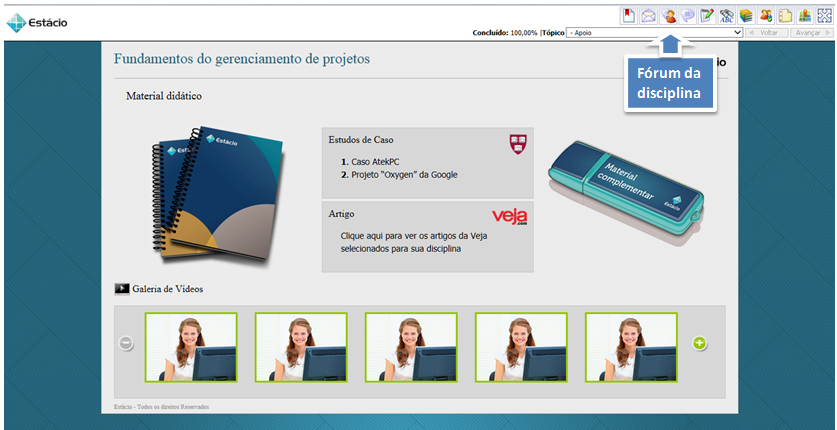 Estácio
Concluído: 100,00% |Tópico - Apoio Voltar Avançar
Fundamentos do gerenciamento de projetos
io
Fórum da
disciplina
Material didático
Estácio
Estácio
Estudos de Caso
1. Caso AtekPC
2. Projeto "Oxygen" da Google
Artigo
veja
.com
Clique aqui para ver os artigos da Veja
selecionados para sua disciplina
Material
complementar
Estácio
Galeria de Vídeos
Estácio - Todos os direitos Reservados